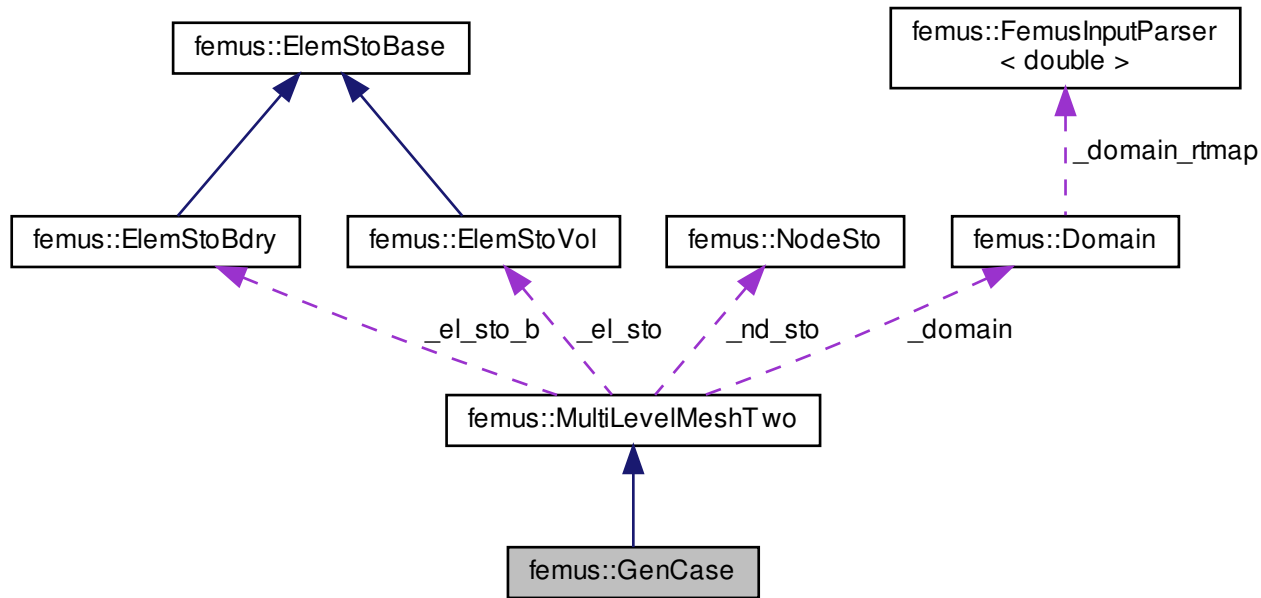 femus::ElemStoBase
femus::FemusInputParser
< double >
_domain_rtmap
femus::ElemStoBdry
femus::ElemStoVol
femus::NodeSto
femus::Domain
_el_sto_b
_el_sto
_nd_sto
_domain
femus::MultiLevelMeshTwo
femus::GenCase